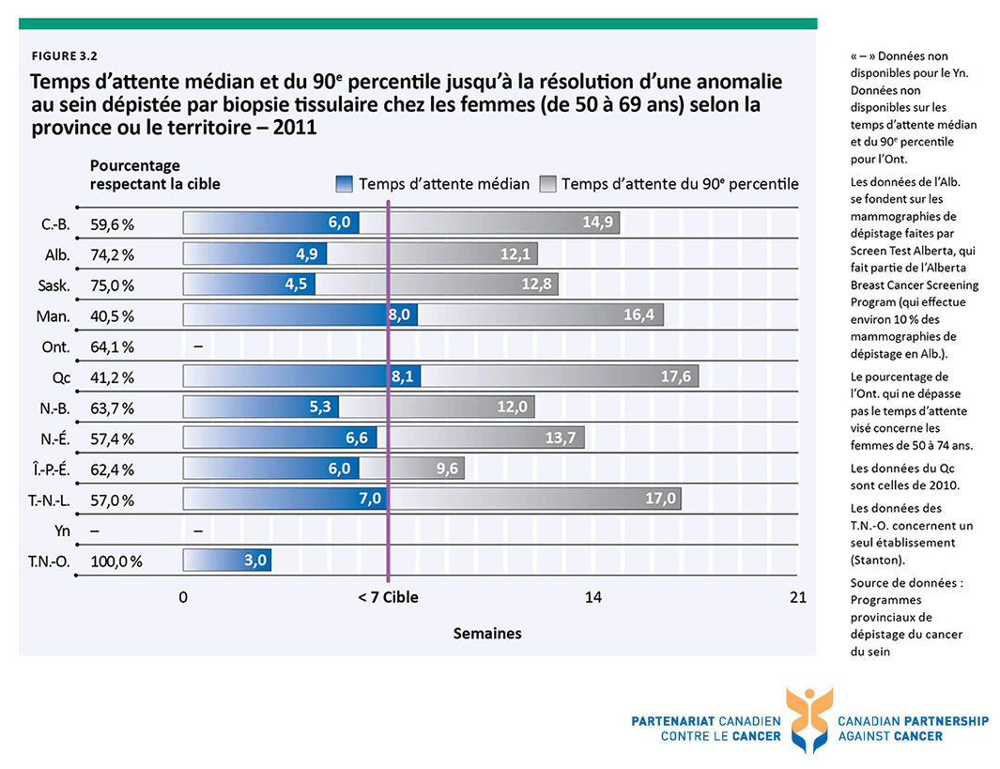 FIGURE 3.2
Temps d’attente médian et du 90e percentile jusqu’à la résolution d’une anomalie
au sein dépistée par biopsie tissulaire chez les femmes (de 50 à 69 ans) selon la
province ou le territoire – 2011
Pourcentage
respectant la cible
Temps d’attente médian
Temps d’attente du 90e percentile
C.-B. 59,6 % 6,0 14,9
Alb. 74,2 % 4,9 12,1
Sask. 75,0 % 4,5 12,8
Man. 40,5 % 8,0 16,4
Ont. 64,1 % –
Qc 41,2 % 8,1 17,6
N.-B. 63,7 % 5,3 12,0
N.-É. 57,4 % 6,6 13,7
Î.-P.-É. 62,4 % 6,0 9,6
T.-N.-L. 57,0 % 7,0 17,0
Yn – –
T.N.-O. 100,0 % 3,0
0 < 7 Cible 14 21
Semaines
« – » Données non
disponibles pour le Yn.
Données non
disponibles sur les
temps d’attente médian
et du 90e percentile
pour l’Ont.
Les données de l’Alb.
se fondent sur les
mammographies de
dépistage faites par
Screen Test Alberta, qui
fait partie de l’Alberta
Breast Cancer Screening
Program (qui effectue
environ 10 % des
mammographies de
dépistage en Alb.).
Le pourcentage de
l’Ont. qui ne dépasse
pas le temps d’attente
visé concerne les
femmes de 50 à 74 ans.
Les données du Qc
sont celles de 2010.
Les données des
T.N.-O. concernent un
seul établissement
(Stanton).
Source de données :
Programmes
provinciaux de
dépistage du cancer
du sein
PARTENARIAT CANADIEN
CONTRE LE CANCER
CANADIAN PARTNERSHIP
AGAINST CANCER